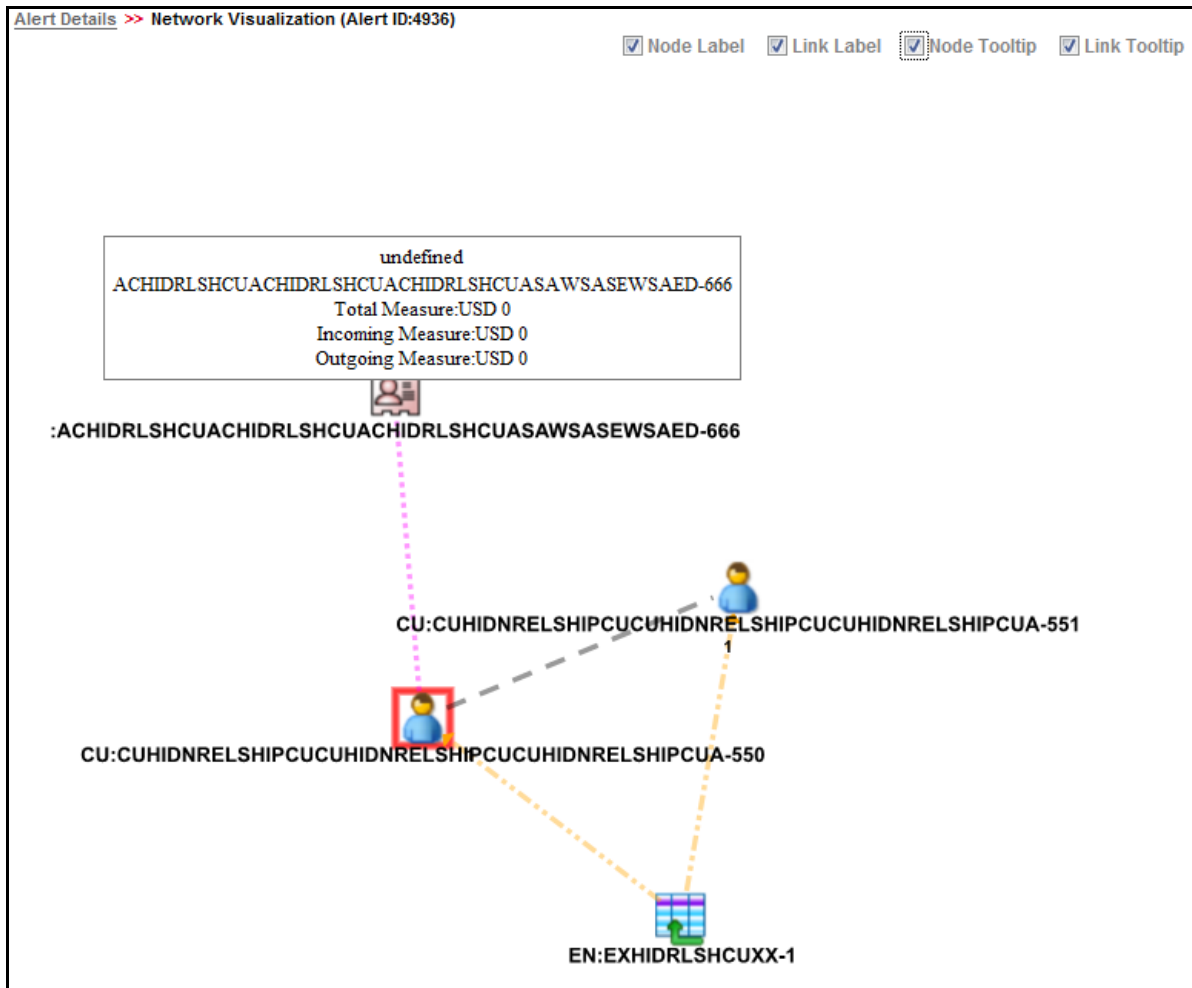 Alert Details >> Network Visualization (Alert ID:4936)
Node Label Link Label Node Tooltip Link Tooltip
undefined
ACHIDRLSHCUACHIDRLSHCUACHIDRLSHCUASAWSASEWSAED-666
Total Measure:USD 0
Incoming Measure:USD 0
Outgoing Measure:USD 0
:ACHIDRLSHCUACHIDRLSHCUACHIDRLSHCUASAWSASEWSAED-666
CU:CUHIDNRELSHIPCUCUHIDNRELSHIPCUCUHIDNRELSHIPCUA-551
1
CU:CUHIDNRELSHIPCUCUHIDNRELSHIPCUCUHIDNRELSHIPCUA-550
EN:EXHIDRLSHCUXX-1